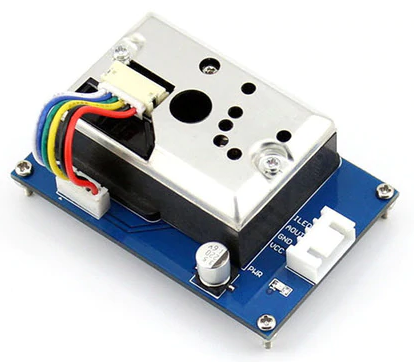 ILED
AOUT
GND
VCC
PWR